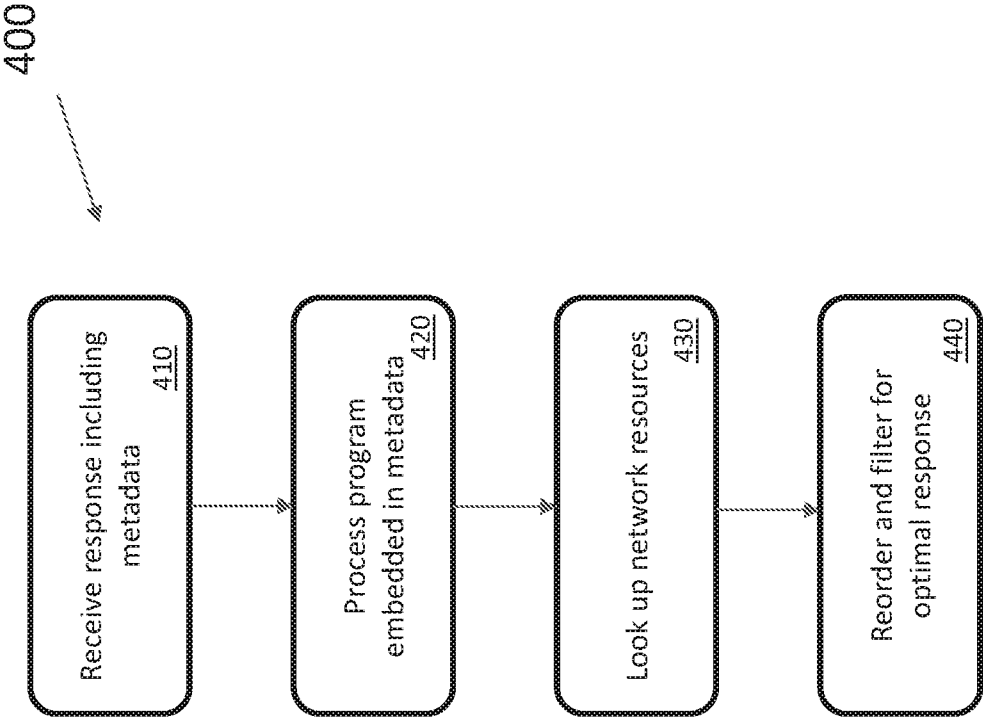 400
Receive response including
metadata
410
Process program
embedded in metadata
420
Look up network resources
430
Reorder and filter for
optimal response
440